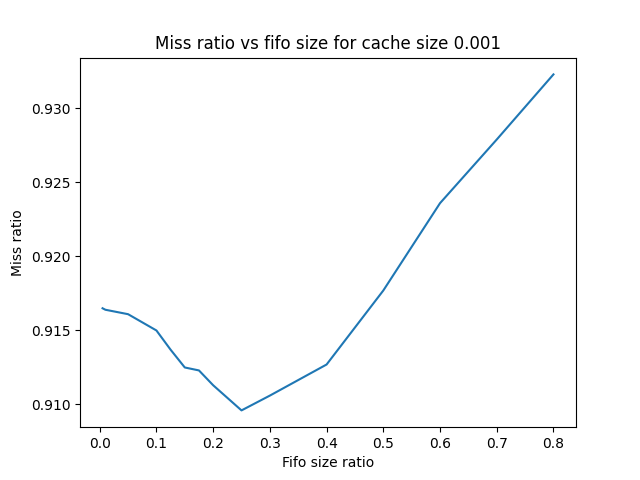 Miss ratio vs fifo size for cache size 0.001
0.930
0.925
0.920
0.915
0.910
Miss ratio
0.0 0.1 0.2 0.3 0.4 0.5 0.6 0.7 0.8
Fifo size ratio